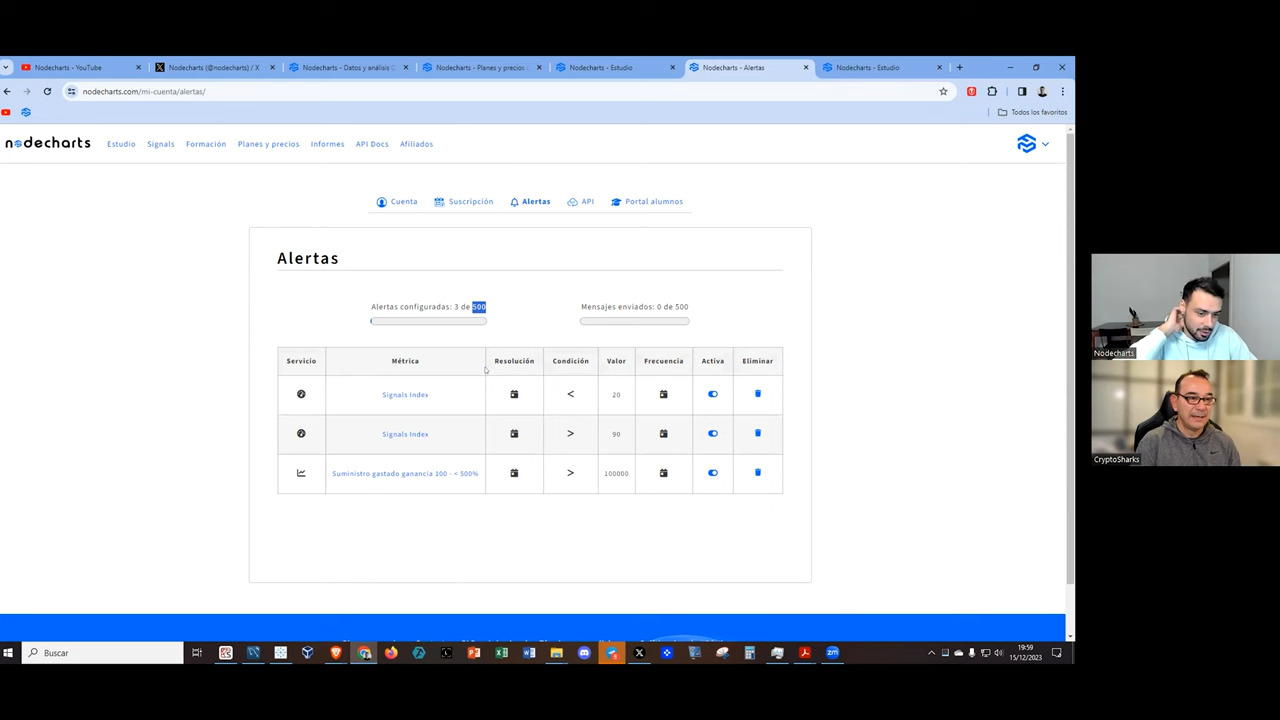 Nodecharts - YouTube
Nodecharts (@nodecharts) / X
Nodecharts - Datos y análisis
Nodecharts - Planes y precios
Nodecharts - Estudio
Nodecharts - Alertas
Nodecharts - Estudio
nodecharts.com/mi-cuenta/alertas/
Todos los favoritos
nodecharts
Estudio
Signals
Formación
Planes y precios
Informes
API Docs
Afiliados
Cuenta
Suscripción
Alertas
API
Portal alumnos
Alertas
Alertas configuradas: 3 de 500
Mensajes enviados: 0 de 500
Servicio Métrica Resolución Condición Valor Frecuencia Activa Eliminar
Signals Index < 20
Signals Index > 90
Suministro gastado ganancia 100 - < 500% > 100000
Nodecharts
CryptoSharks
Buscar
19:59
15/12/2023